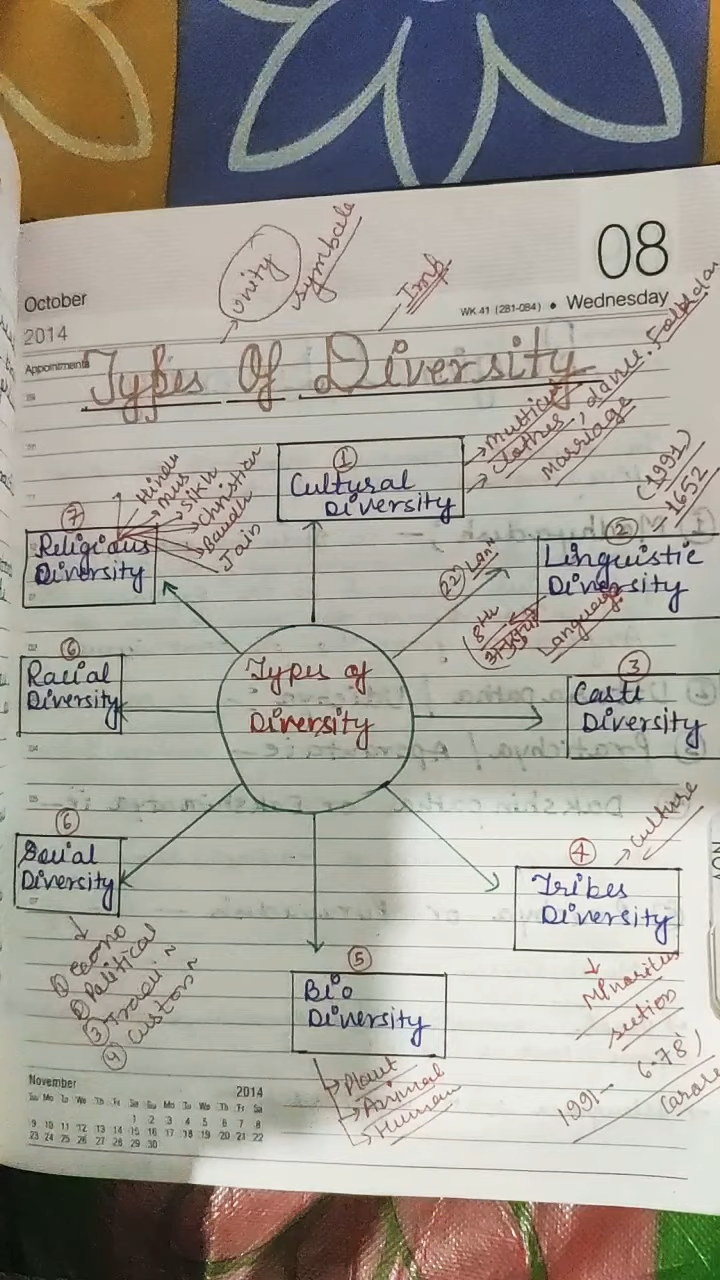 Unity
symbale
Imp
08
October
WK 41 (281-084) • Wednesday
2014
Appointments
Types Of Diversity
clothes, dance.
Marriage
(1991)
1652
①
Cultural
Diversity
Hindu
Mus
Sikh
Christian
Baudh
Jain
⑦
Religious
Diversity
②
Linguistic
Diversity
(22) Lan
(8th
Language
⑥
Racial
Diversity
Types of
Diversity
③
Caste
Diversity
⑥
Social
Diversity
① econo
② Political
③ Tradi
④ custom
④
Tribes
Diversity
culture
Minorities
section
1991- 6.78)
⑤
Bio
Diversity
Plant
Animal
Human
November 2014
Su Mo Tu We Th Fr Sa Su Mo Tu We Th Fr Sa
1 2 3 4 5 6 7 8
9 10 11 12 13 14 15 16 17 18 19 20 21 22
23 24 25 26 27 28 29 30